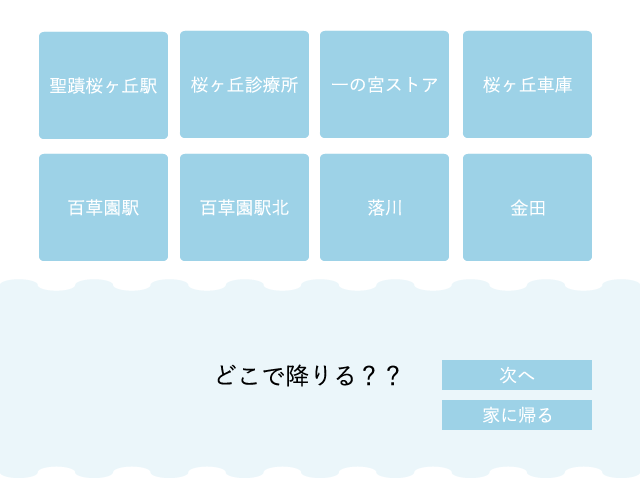 聖蹟桜ヶ丘駅
桜ヶ丘診療所
一の宮ストア
桜ヶ丘車庫
百草園駅
百草園駅北
落川
金田
どこで降りる？？
次へ
家に帰る